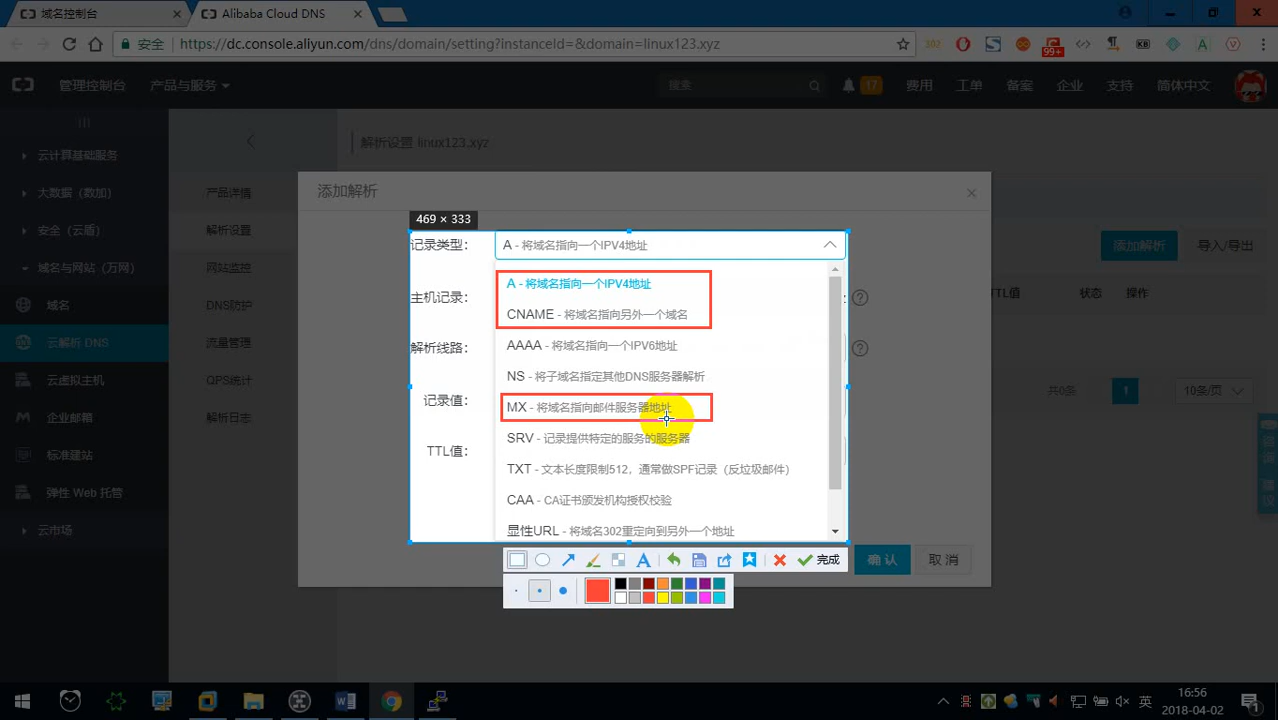 域名控制台
Alibaba Cloud DNS
安全
https://dc.console.aliyun.com/dns/domain/setting?instanceId=&domain=linux123.xyz
302
99+
KB
A
管理控制台
产品与服务
搜索
17
费用
工单
备案
企业
支持
简体中文
云计算基础服务
大数据（数加）
安全（云盾）
域名与网站（万网）
域名
云解析 DNS
云虚拟主机
企业邮箱
标准建站
弹性 Web 托管
云市场
产品详情
解析设置
网站监控
DNS防护
流量管理
QPS统计
解析日志
解析设置 linux123.xyz
添加解析
导入/导出
TTL值
状态
操作
共0条
1
10条/页
添加解析
469 × 333
记录类型：
A - 将域名指向一个IPV4地址
主机记录：
解析线路：
记录值：
TTL值：
A - 将域名指向一个IPV4地址
CNAME - 将域名指向另外一个域名
AAAA - 将域名指向一个IPV6地址
NS - 将子域名指定其他DNS服务器解析
MX - 将域名指向邮件服务器地址
SRV - 记录提供特定的服务的服务器
TXT - 文本长度限制512，通常做SPF记录（反垃圾邮件）
CAA - CA证书颁发机构授权校验
显性URL - 将域名302重定向到另外一个地址
A
完成
确 认
取 消
英
16:56
2018-04-02
1